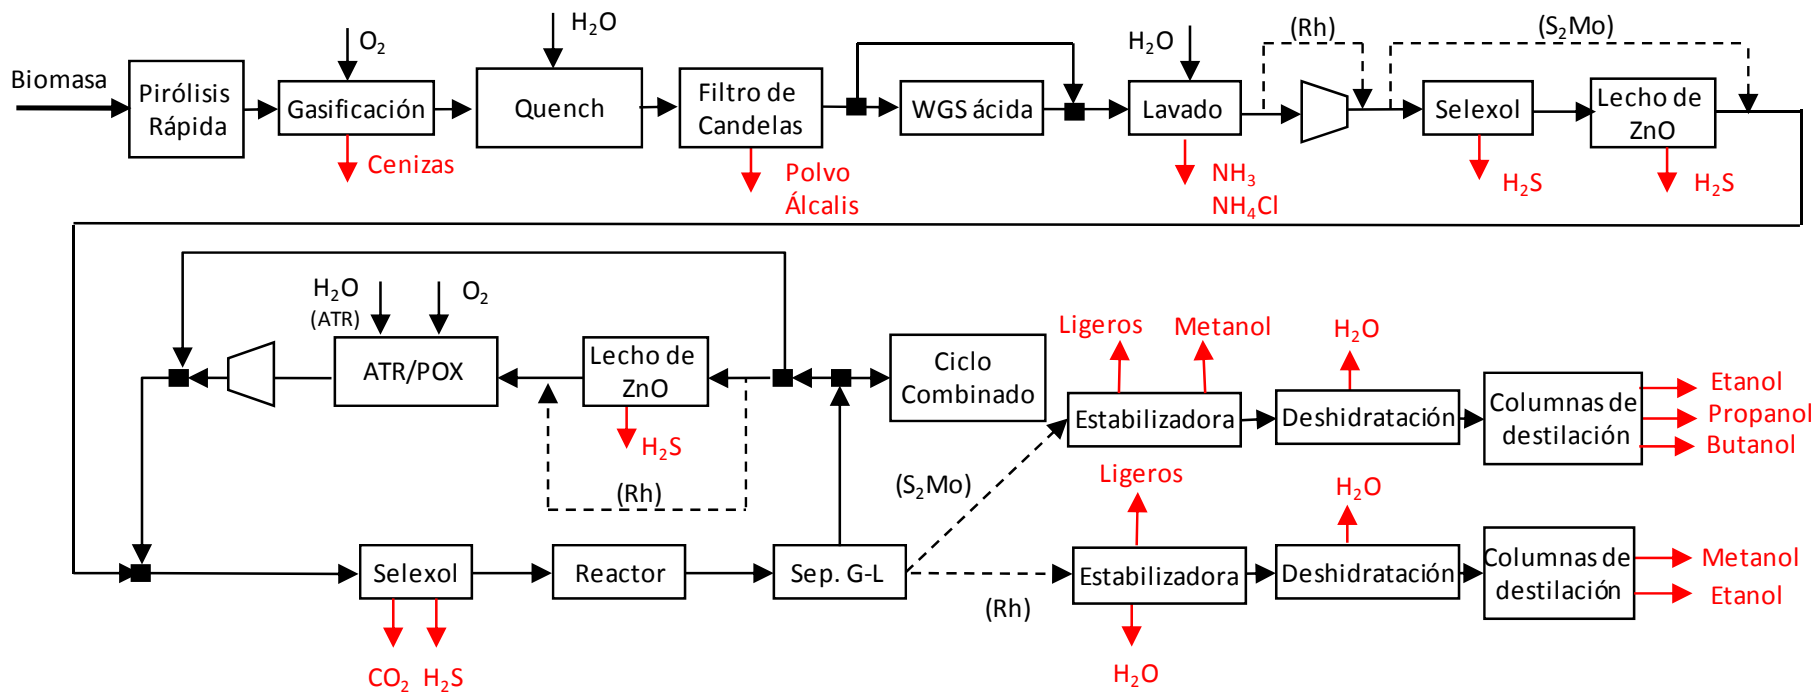 Biomasa
Pirólisis
Rápida
O₂
Gasificación
Cenizas
H₂O
Quench
Filtro de
Candelas
Polvo
Álcalis
WGS ácida
H₂O
Lavado
NH₃
NH₄Cl
(Rh)
(S₂Mo)
Selexol
H₂S
Lecho de
ZnO
H₂S
H₂O
(ATR)
O₂
ATR/POX
Lecho de
ZnO
H₂S
(Rh)
Ciclo
Combinado
Ligeros
Metanol
Estabilizadora
H₂O
Deshidratación
Columnas de
destilación
Etanol
Propanol
Butanol
(S₂Mo)
Selexol
CO₂
H₂S
Reactor
Sep. G-L
(Rh)
Ligeros
Estabilizadora
H₂O
H₂O
Deshidratación
Columnas de
destilación
Metanol
Etanol